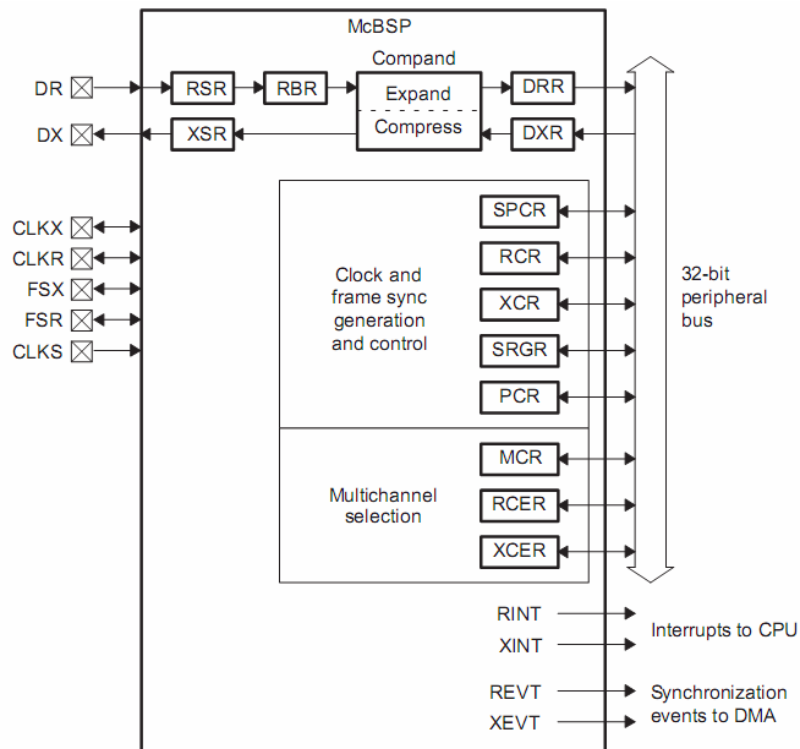 McBSP
Compand
DR
RSR
RBR
Expand
DRR
DX
XSR
Compress
DXR
SPCR
CLKX
CLKR
FSX
FSR
CLKS
Clock and
frame sync
generation
and control
RCR
XCR
SRGR
PCR
32-bit
peripheral
bus
Multichannel
selection
MCR
RCER
XCER
RINT
XINT
Interrupts to CPU
REVT
XEVT
Synchronization
events to DMA